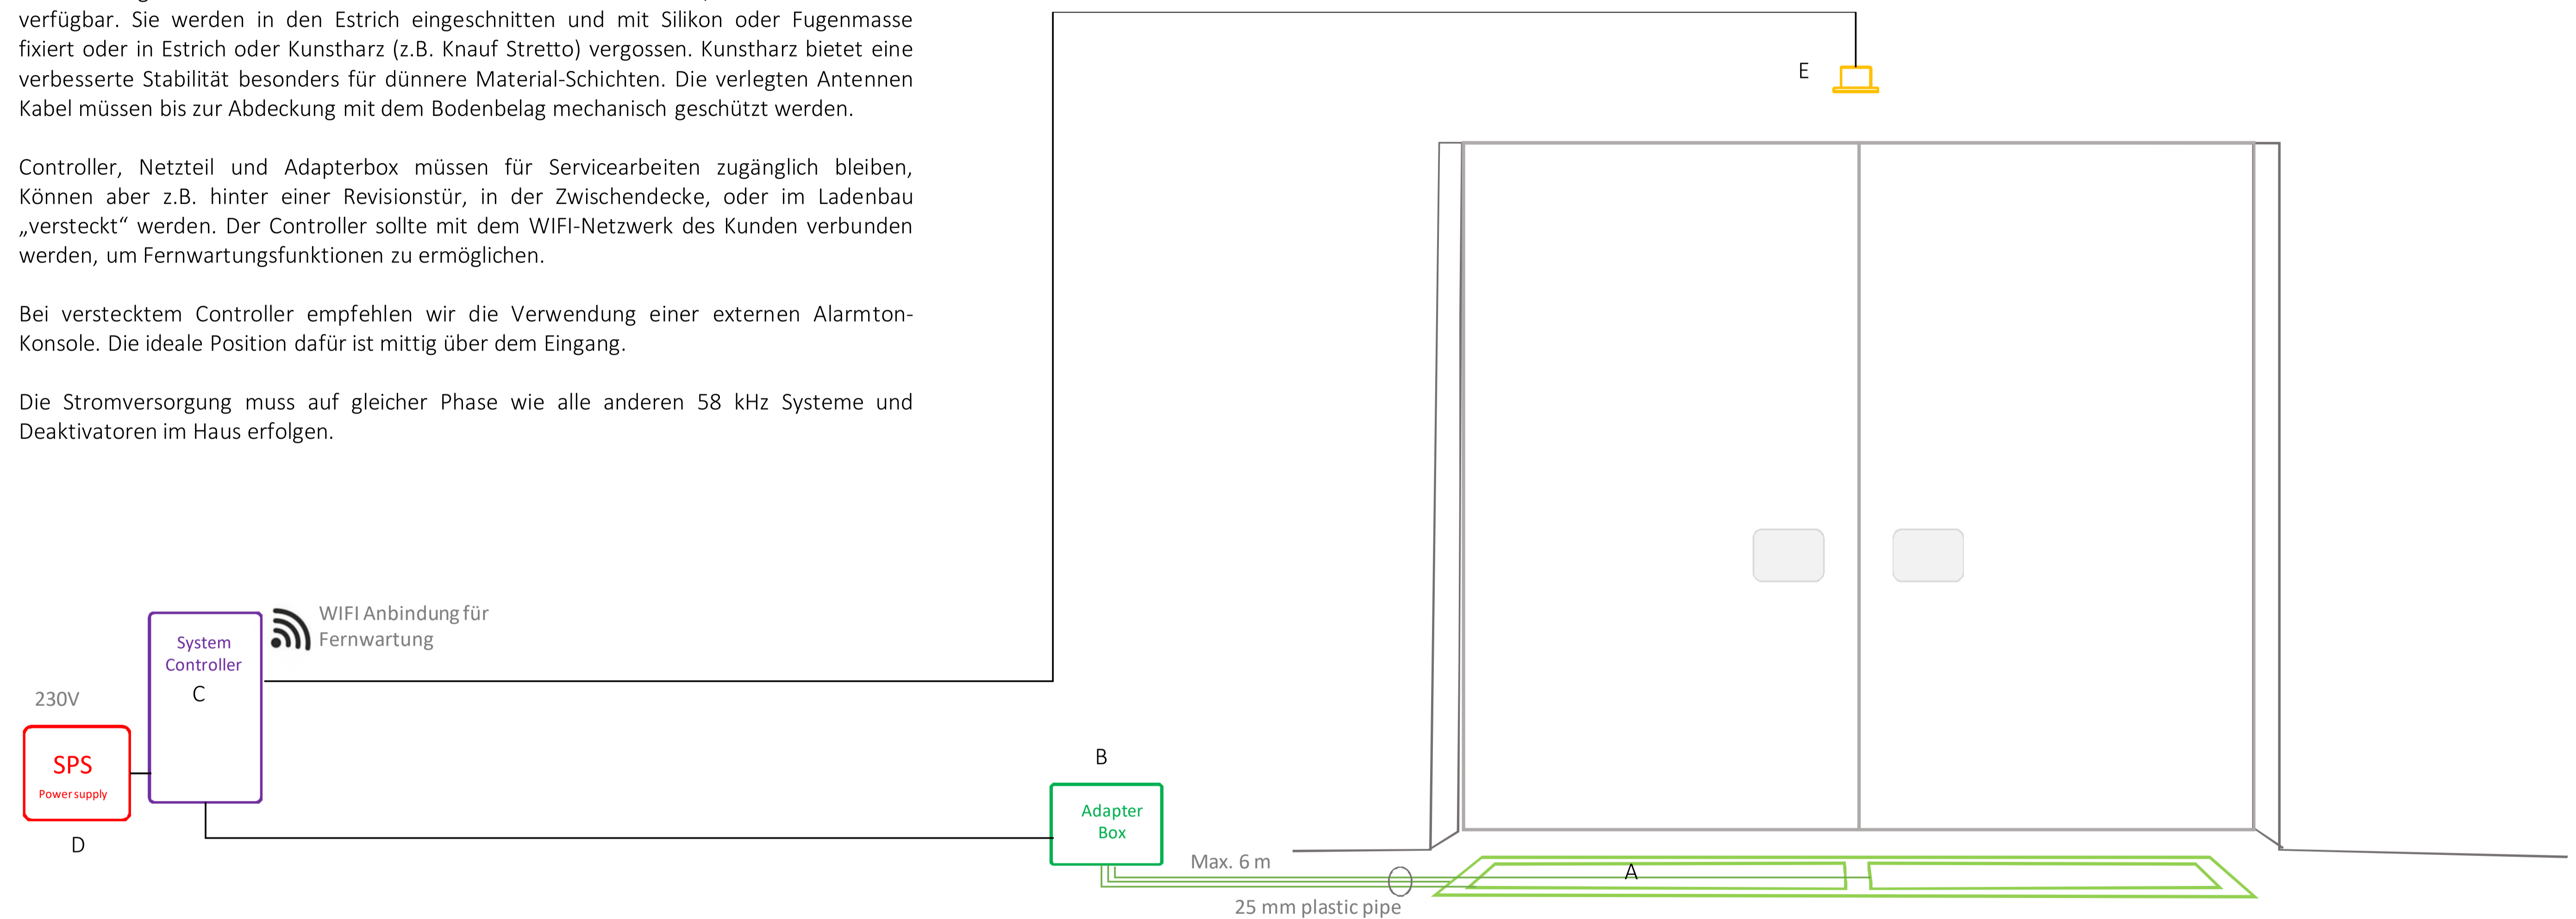 verfügbar. Sie werden in den Estrich eingeschnitten und mit Silikon oder Fugenmasse
fixiert oder in Estrich oder Kunstharz (z.B. Knauf Stretto) vergossen. Kunstharz bietet eine
verbesserte Stabilität besonders für dünnere Material-Schichten. Die verlegten Antennen
Kabel müssen bis zur Abdeckung mit dem Bodenbelag mechanisch geschützt werden.
Controller, Netzteil und Adapterbox müssen für Servicearbeiten zugänglich bleiben,
Können aber z.B. hinter einer Revisionstür, in der Zwischendecke, oder im Ladenbau
„versteckt“ werden. Der Controller sollte mit dem WIFI-Netzwerk des Kunden verbunden
werden, um Fernwartungsfunktionen zu ermöglichen.
Bei verstecktem Controller empfehlen wir die Verwendung einer externen Alarmton-
Konsole. Die ideale Position dafür ist mittig über dem Eingang.
Die Stromversorgung muss auf gleicher Phase wie alle anderen 58 kHz Systeme und
Deaktivatoren im Haus erfolgen.
E
WIFI Anbindung für
Fernwartung
System
Controller
C
230V
SPS
Power supply
D
B
Adapter
Box
Max. 6 m
25 mm plastic pipe
A